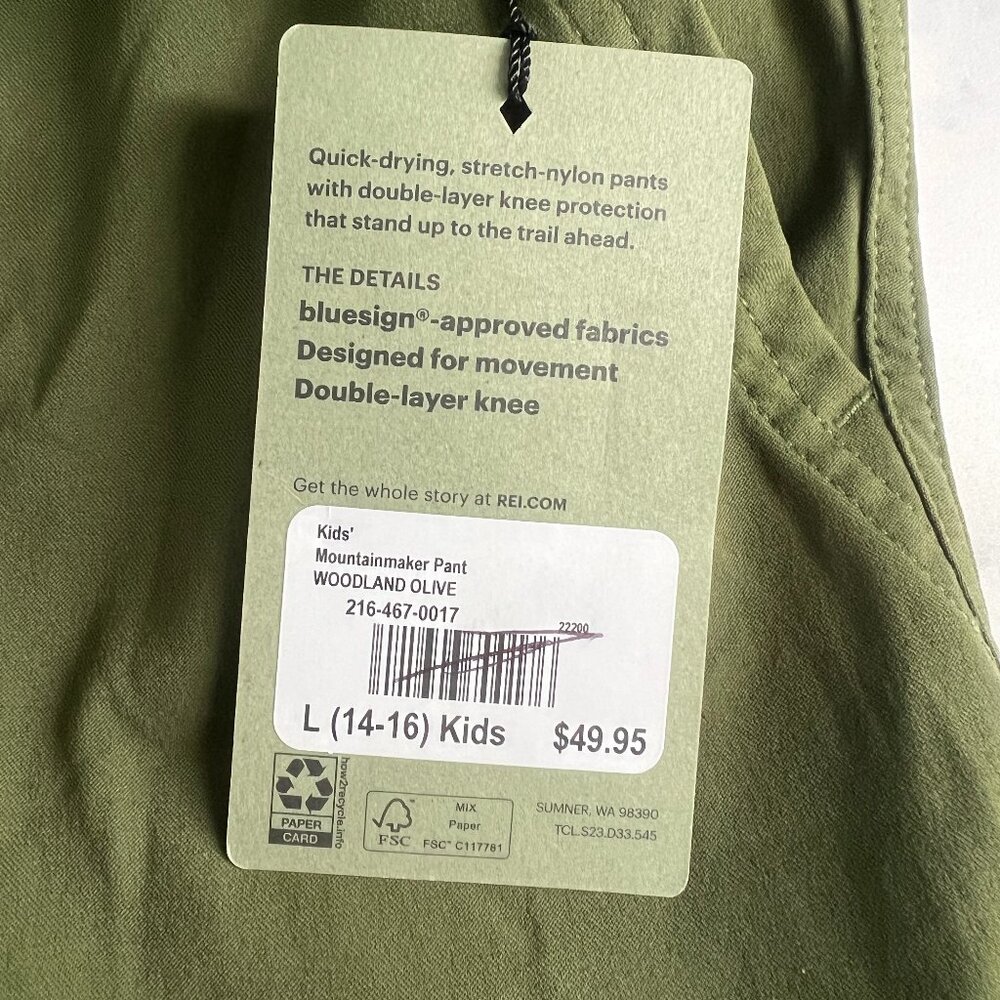 Quick-drying, stretch-nylon pants
with double-layer knee protection
that stand up to the trail ahead.
THE DETAILS
bluesign®-approved fabrics
Designed for movement
Double-layer knee
Get the whole story at REI.COM
Kids'
Mountainmaker Pant
WOODLAND OLIVE
216-467-0017
22200
L (14-16) Kids $49.95
PAPER
CARD
how2recycle.info
FSC
MIX
Paper
FSC™ C117781
SUMNER, WA 98390
TCL.S23.D33.545